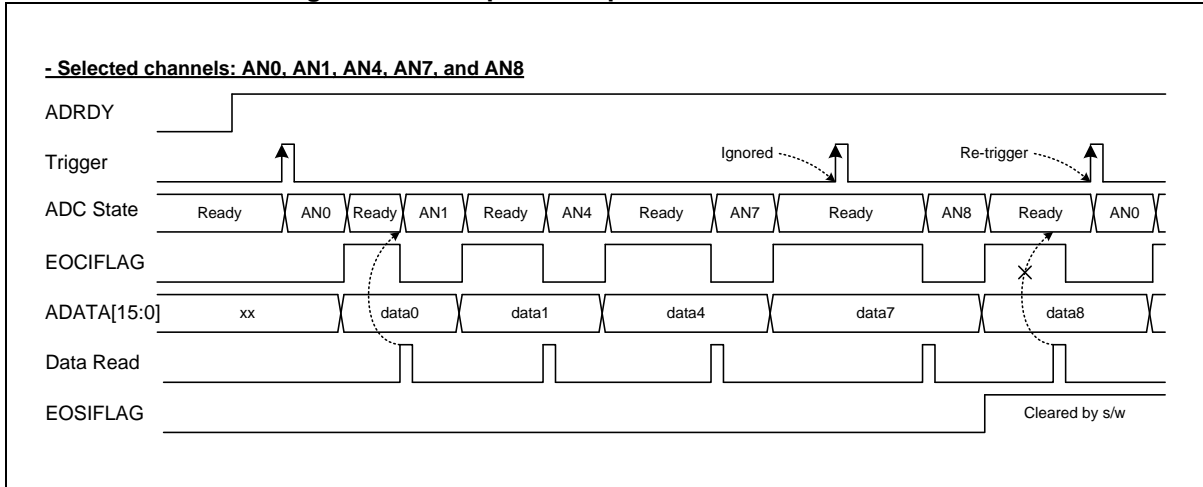 - Selected channels: AN0, AN1, AN4, AN7, and AN8
ADRDY
Trigger Ignored Re-trigger
ADC State Ready AN0 Ready AN1 Ready AN4 Ready AN7 Ready AN8 Ready AN0
EOCIFLAG
ADATA[15:0] xx data0 data1 data4 data7 data8
Data Read
EOSIFLAG Cleared by s/w